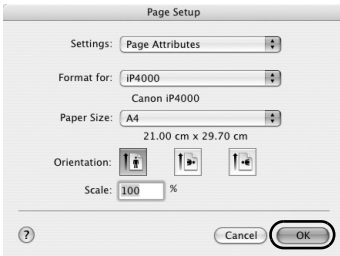 Page Setup
Settings: Page Attributes
Format for: iP4000
Canon iP4000
Paper Size: A4
21.00 cm x 29.70 cm
Orientation:
Scale: 100 %
? Cancel OK